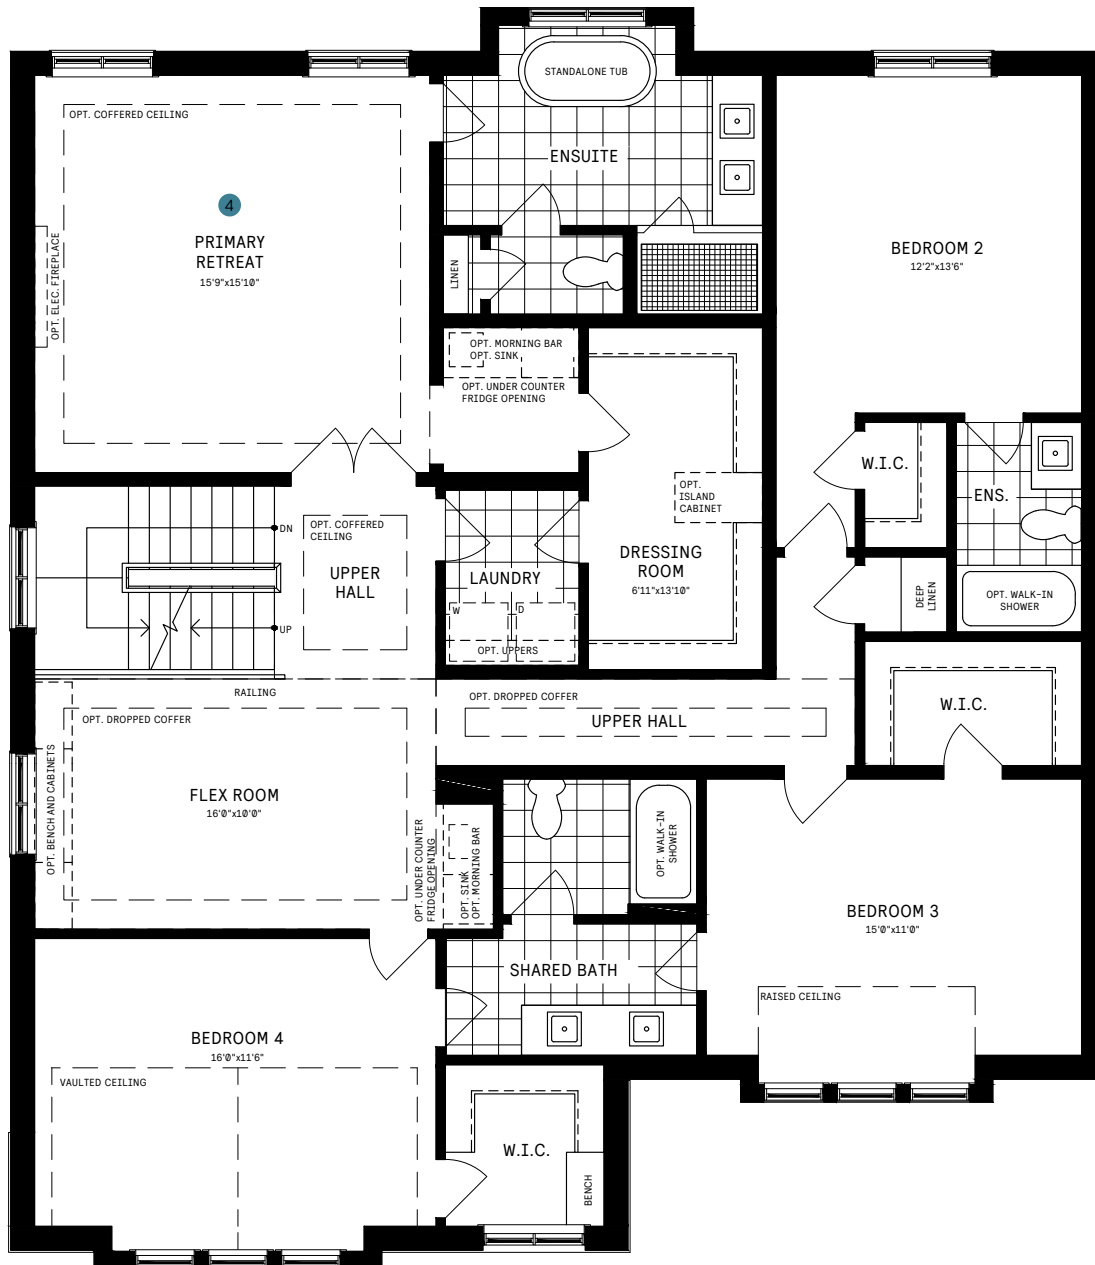 STANDALONE TUB
OPT. COFFERED CEILING
ENSUITE
4
PRIMARY
RETREAT
15'9"x15'10"
OPT. ELEC. FIREPLACE
LINEN
BEDROOM 2
12'2"x13'6"
OPT. MORNING BAR
OPT. SINK
OPT. UNDER COUNTER
FRIDGE OPENING
W.I.C.
ENS.
OPT.
ISLAND
CABINET
DN
OPT. COFFERED
CEILING
UPPER
HALL
UP
LAUNDRY
W
D
OPT. UPPERS
DRESSING
ROOM
6'11"x13'10"
DEEP
LINEN
OPT. WALK-IN
SHOWER
RAILING
OPT. DROPPED COFFER
UPPER HALL
W.I.C.
OPT. DROPPED COFFER
OPT. BENCH AND CABINETS
FLEX ROOM
16'0"x10'0"
OPT. UNDER COUNTER
FRIDGE OPENING
OPT. SINK
OPT. MORNING BAR
OPT. WALK-IN
SHOWER
BEDROOM 3
15'0"x11'0"
SHARED BATH
RAISED CEILING
BEDROOM 4
16'0"x11'6"
VAULTED CEILING
W.I.C.
BENCH